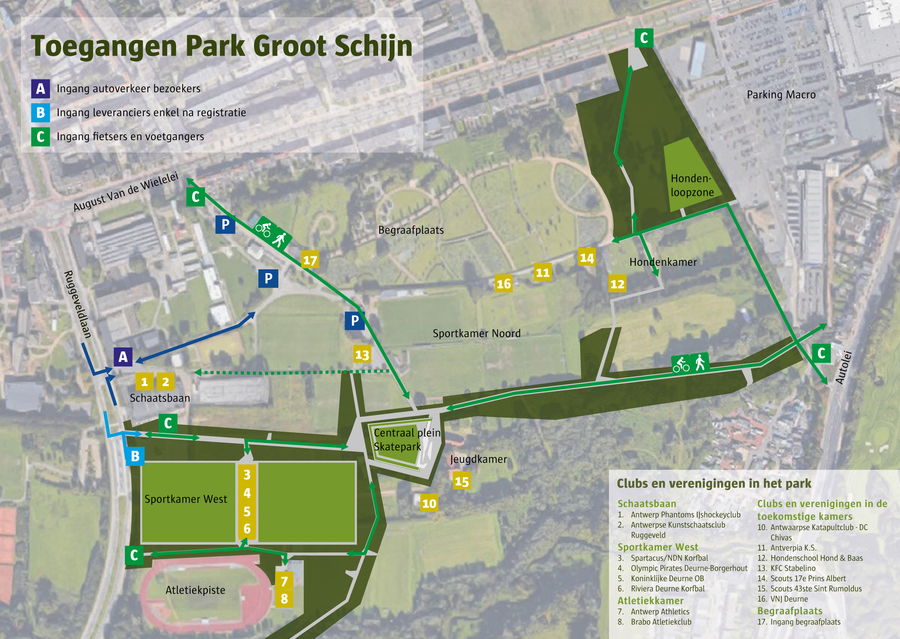 Toegangen Park Groot Schijn
A Ingang autoverkeer bezoekers
B Ingang leveranciers enkel na registratie
C Ingang fietsers en voetgangers
C
Parking Macro
Honden-
loopzone
August Van de Wielelei
C
P
Begraafplaats
17
14
11
16
12
Hondenkamer
P
Ruggeveldlaan
P
Sportkamer Noord
A
13
C
Autolei
1 2
Schaatsbaan
C
B
Centraal plein
Skatepark
Jeugdkamer
15
10
Sportkamer West
3
4
5
6
C
Atletiekpiste
7
8
Clubs en verenigingen in het park
Schaatsbaan
1. Antwerp Phantoms Ijshockeyclub
2. Antwerpse Kunstschaatsclub
Ruggeveld
Sportkamer West
3. Spartacus/NDN Korfbal
4. Olympic Pirates Deurne-Borgerhout
5. Koninklijke Deurne OB
6. Riviera Deurne Korfbal
Atletiekkamer
7. Antwerp Athletics
8. Brabo Atletiekclub
Clubs en verenigingen in de
toekomstige kamers
10. Antwaarpse Katapultclub - DC
Chivas
11. Antverpia K.S.
12. Hondenschool Hond & Baas
13. KFC Stabelino
14. Scouts 17e Prins Albert
15. Scouts 43ste Sint Rumoldus
16. VNJ Deurne
Begraafplaats
17. Ingang begraafplaats